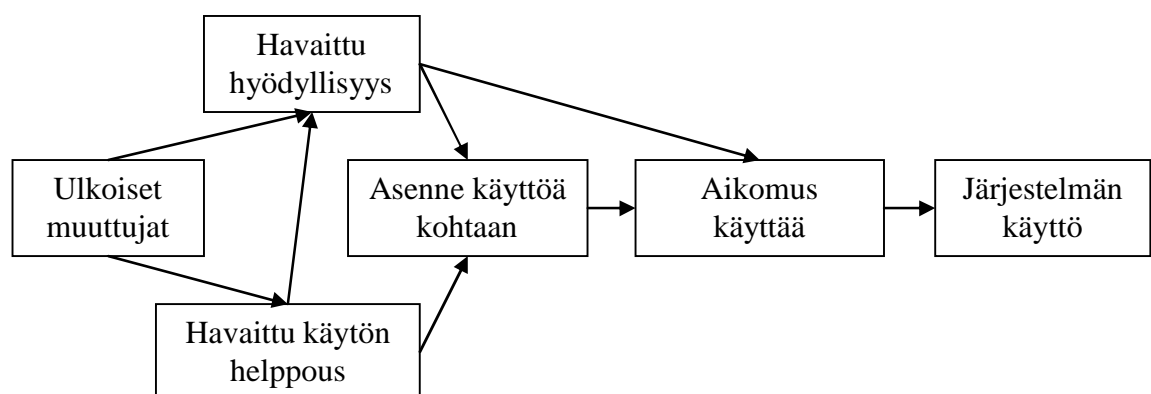 Havaittu
hyödyllisyys
Ulkoiset
muuttujat
Asenne käyttöä
kohtaan
Aikomus
käyttää
Järjestelmän
käyttö
Havaittu käytön
helppous